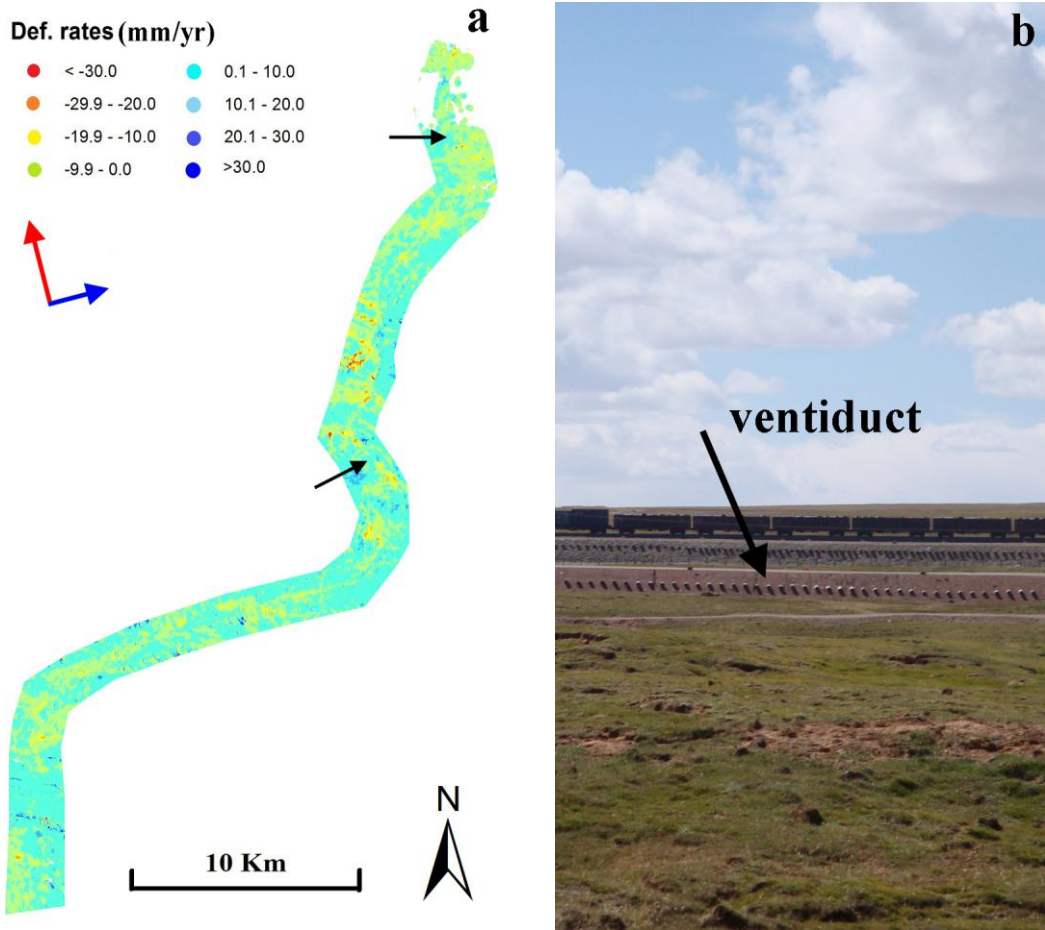 a
Def. rates (mm/yr)
< -30.0
-29.9 - -20.0
-19.9 - -10.0
-9.9 - 0.0
0.1 - 10.0
10.1 - 20.0
20.1 - 30.0
>30.0
N
10 Km
b
ventiduct